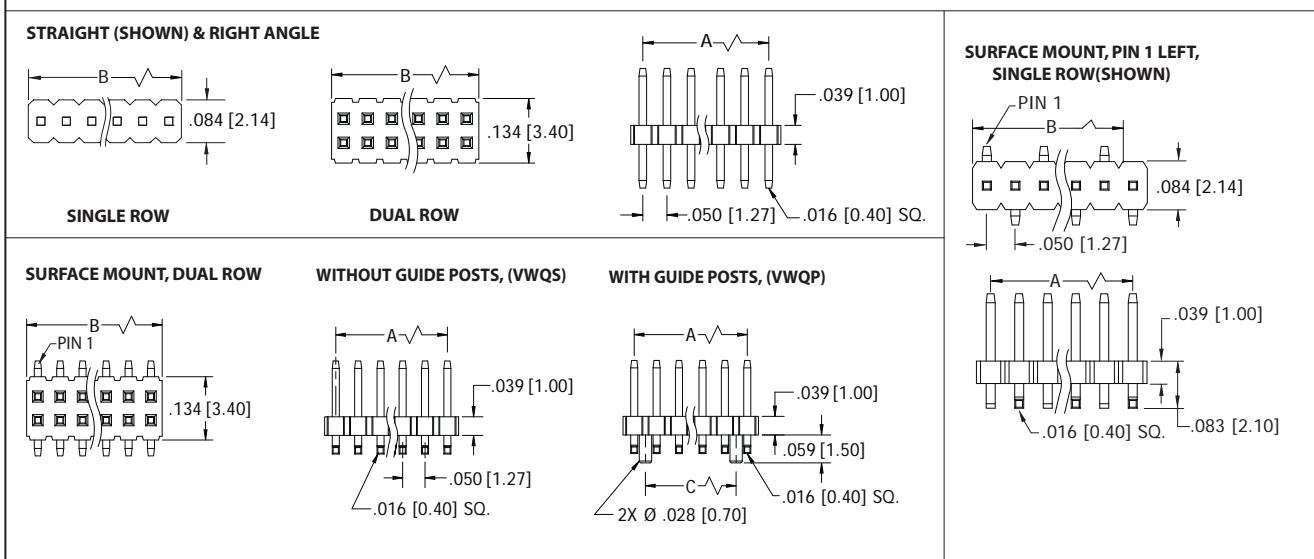 STRAIGHT (SHOWN) & RIGHT ANGLE
B
.084 [2.14]
SINGLE ROW
B
.134 [3.40]
DUAL ROW
A
.039 [1.00]
.050 [1.27]
.016 [0.40] SQ.
SURFACE MOUNT, PIN 1 LEFT,
SINGLE ROW(SHOWN)
PIN 1
B
.084 [2.14]
.050 [1.27]
A
.039 [1.00]
.016 [0.40] SQ.
.083 [2.10]
SURFACE MOUNT, DUAL ROW
B
PIN 1
.134 [3.40]
WITHOUT GUIDE POSTS, (VWQS)
A
.039 [1.00]
.050 [1.27]
.016 [0.40] SQ.
WITH GUIDE POSTS, (VWQP)
A
.039 [1.00]
.059 [1.50]
C
.016 [0.40] SQ.
2X Ø .028 [0.70]